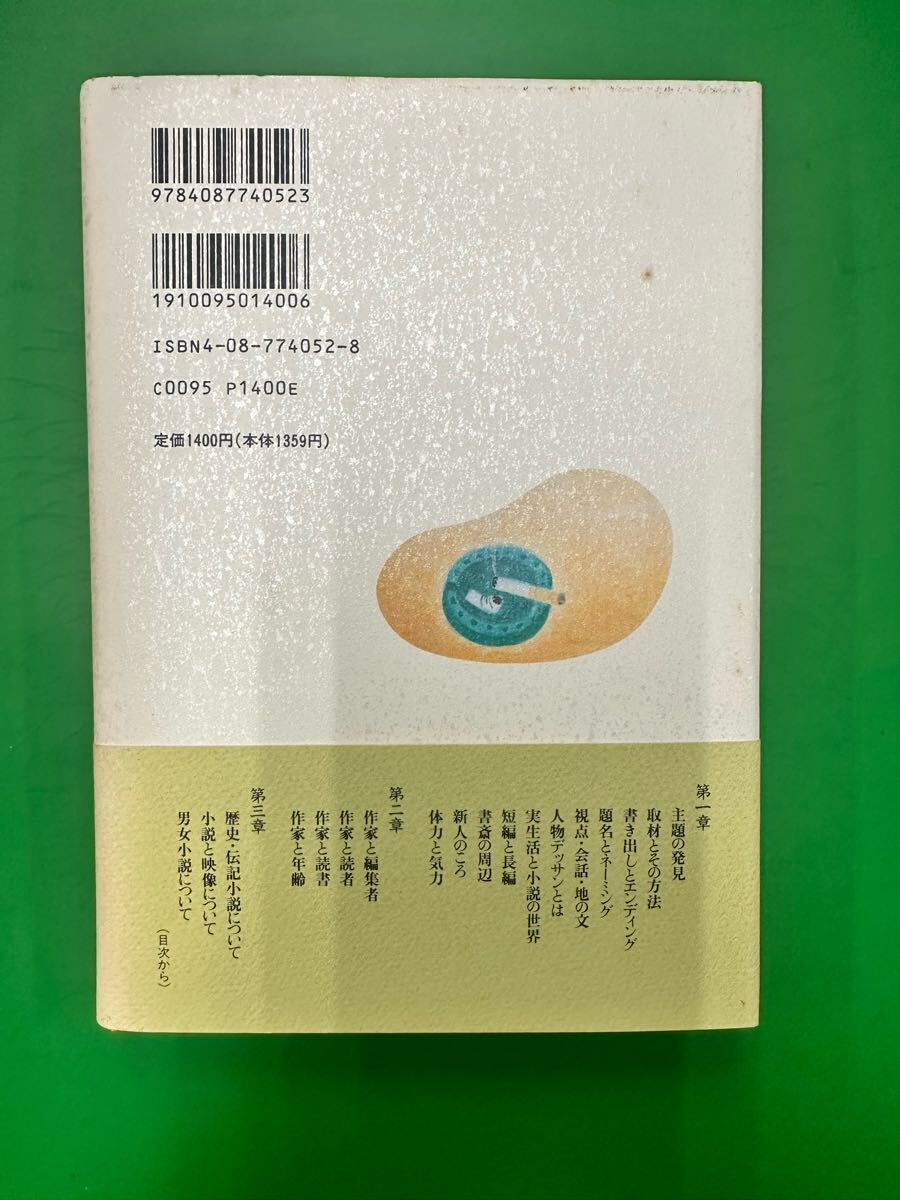 9784087740523
1910095014006
ISBN4-08-774052-8
C0095 P1400E
定価1400円(本体1359円)
第一章
主題の発見
取材とその方法
書き出しとエンディング
題名とネーミング
視点・会話・地の文
人物デッサンとは
実生活と小説の世界
短編と長編
書斎の周辺
新人のころ
体力と気力
第二章
作家と編集者
作家と読者
作家と読書
作家と年齢
第三章
歴史・伝記小説について
小説と映像について
男女小説について
(目次から)